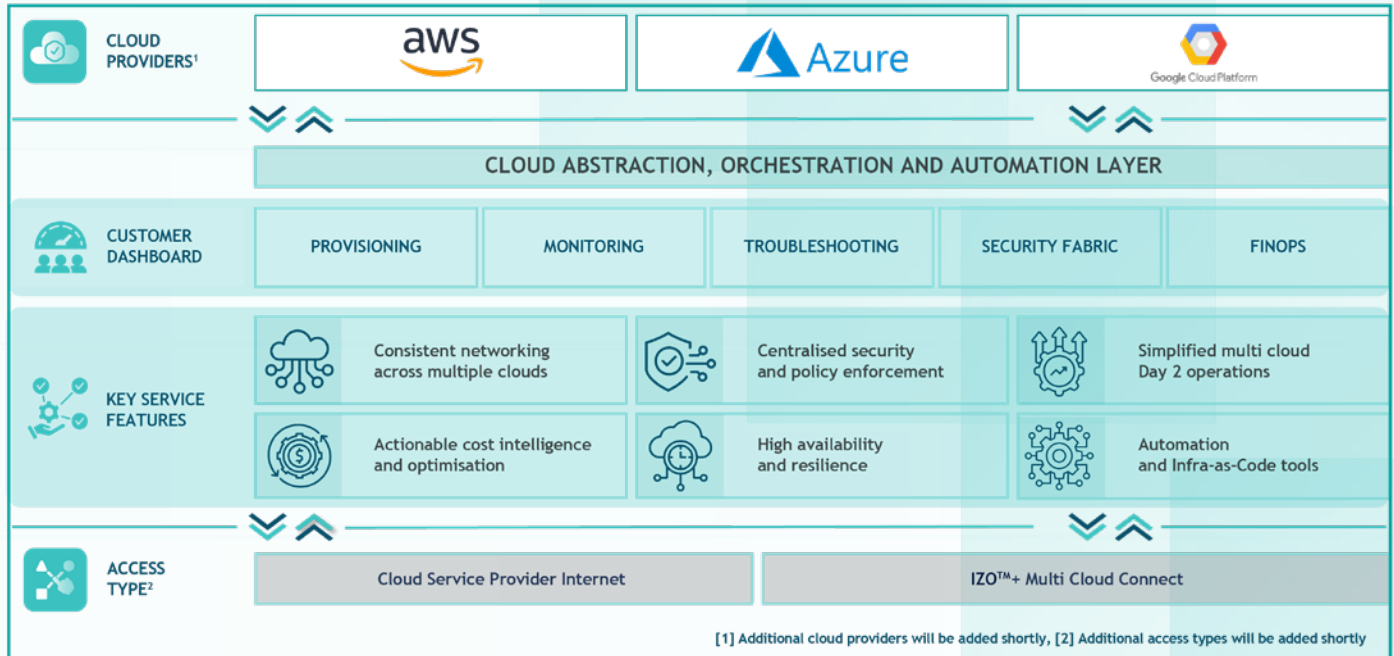 CLOUD
PROVIDERS¹
aws
Azure
Google Cloud Platform
CLOUD ABSTRACTION, ORCHESTRATION AND AUTOMATION LAYER
CUSTOMER
DASHBOARD
PROVISIONING
MONITORING
TROUBLESHOOTING
SECURITY FABRIC
FINOPS
KEY SERVICE
FEATURES
Consistent networking
across multiple clouds
Centralised security
and policy enforcement
Simplified multi cloud
Day 2 operations
$
Actionable cost intelligence
and optimisation
High availability
and resilience
Automation
and Infra-as-Code tools
ACCESS
TYPE²
Cloud Service Provider Internet
IZO™+ Multi Cloud Connect
[1] Additional cloud providers will be added shortly, [2] Additional access types will be added shortly